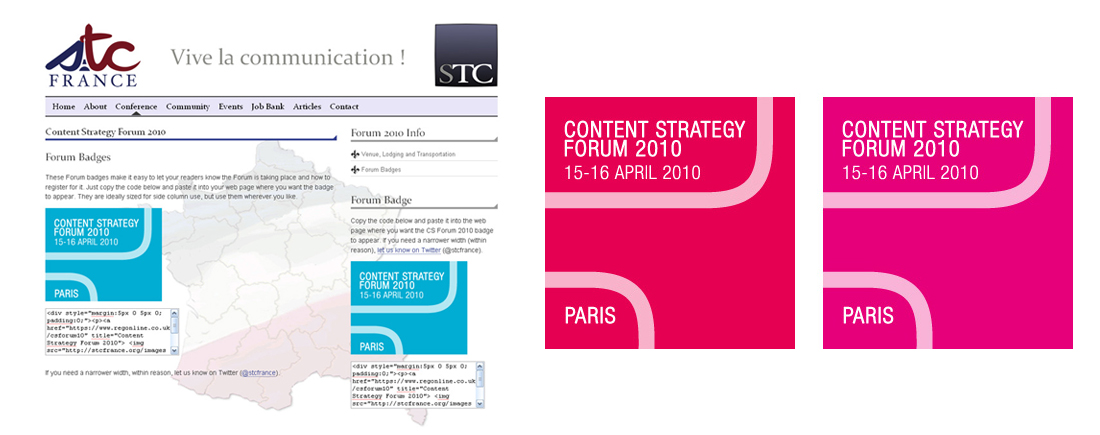 stc
FRANCE
Vive la communication !
STC
Home About Conference Community Events Job Bank Articles Contact
Content Strategy Forum 2010
Forum Badges
These Forum badges make it easy to let your readers know the Forum is taking place and how to
register for it. Just copy the code below and paste it into your web page where you want the badge
to appear. They are ideally sized for side column use, but use them wherever you like.
CONTENT STRATEGY
FORUM 2010
15-16 APRIL 2010
PARIS
<div style="margin:5px 0 5px 0;
padding:0;"><p><a
href="https://www.regonline.co.uk
/csforum10" title="Content
Strategy Forum 2010"> <img
src="http://stcfrance.org/images
If you need a narrower width, within reason, let us know on Twitter (@stcfrance).
Forum 2010 Info
Venue, Lodging and Transportation
Forum Badges
Forum Badge
Copy the code below and paste it into the web
page where you want the CS Forum 2010 badge
to appear. If you need a narrower width (within
reason), let us know on Twitter (@stcfrance).
CONTENT STRATEGY
FORUM 2010
15-16 APRIL 2010
PARIS
<div style="margin:5px 0 5px 0;
padding:0;"><p><a
href="https://www.regonline.co.uk
/csforum10" title="Content
Strategy Forum 2010"> <img
src="http://stcfrance.org/images
CONTENT STRATEGY
FORUM 2010
15-16 APRIL 2010
PARIS
CONTENT STRATEGY
FORUM 2010
15-16 APRIL 2010
PARIS